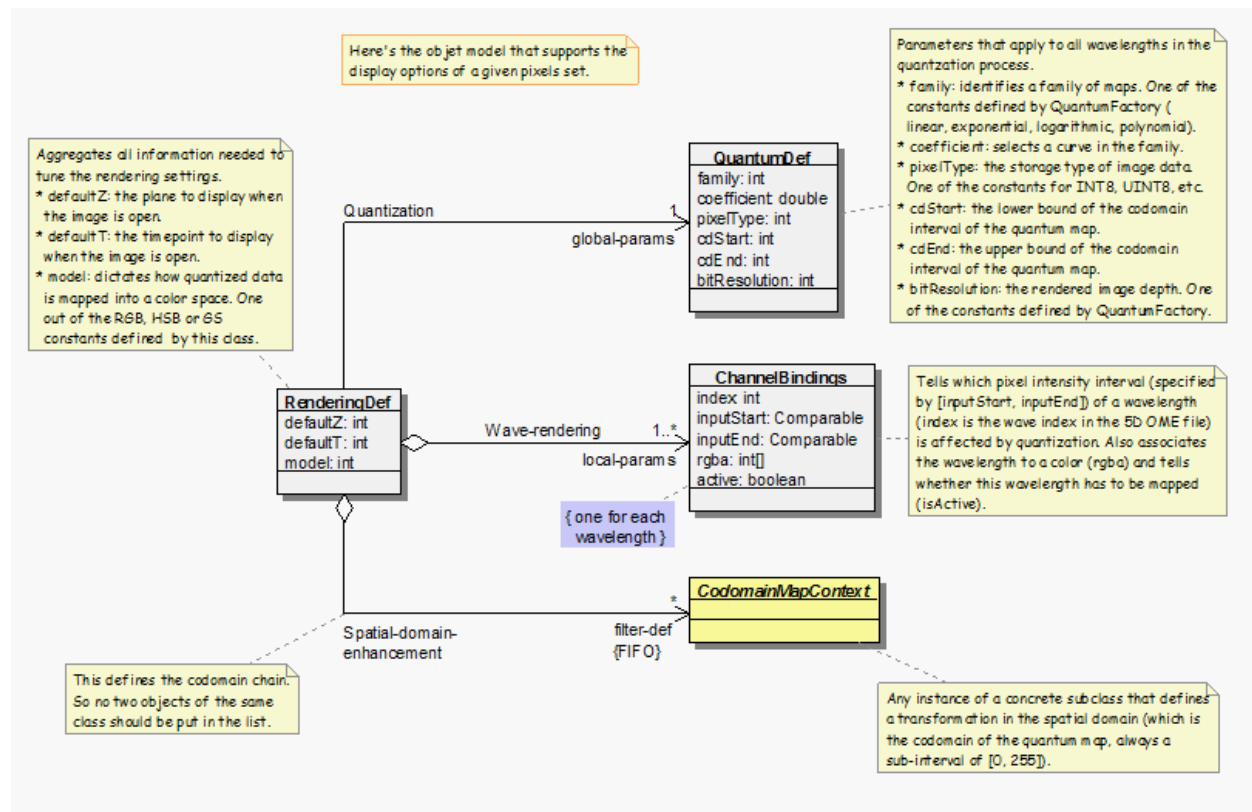 Here's the objet model that supports the
display options of a given pixels set.
Parameters that apply to all wavelengths in the
quantzation process.
* family: identifies a family of maps. One of the
constants defined by QuantumFactory (
linear, exponential, logarithmic, polynomial).
* coefficient: selects a curve in the family.
* pixelType: the storage type of image data.
One of the constants for INT8, UINT8, etc.
* cdStart: the lower bound of the codomain
interval of the quantum map.
* cdEnd: the upper bound of the codomain
interval of the quantum map.
* bitResolution: the rendered image depth. One
of the constants defined by QuantumFactory.
Aggregates all information needed to
tune the rendering settings.
* defaultZ: the plane to display when
the image is open.
* defaultT: the timepoint to display
when the image is open.
* model: dictates how quantized data
is mapped into a color space. One
out of the RGB, HSB or GS
constants defined by this class.
QuantumDef
family: int
coefficient: double
pixelType: int
cdStart: int
cdEnd: int
bitResolution: int
Quantization
1
global-params
RenderingDef
defaultZ: int
defaultT: int
model: int
Wave-rendering
1..*
local-params
ChannelBindings
index: int
inputStart: Comparable
inputEnd: Comparable
rgba: int[]
active: boolean
{ one for each
wavelength }
Tells which pixel intensity interval (specified
by [inputStart, inputEnd]) of a wavelength
(index is the wave index in the 5D OME file)
is affected by quantization. Also associates
the wavelength to a color (rgba) and tells
whether this wavelength has to be mapped
(isActive).
CodomainMapContext
*
filter-def
{FIFO}
Spatial-domain-
enhancement
This defines the codomain chain.
So no two objects of the same
class should be put in the list.
Any instance of a concrete subclass that defines
a transformation in the spatial domain (which is
the codomain of the quantum map, always a
sub-interval of [0, 255]).